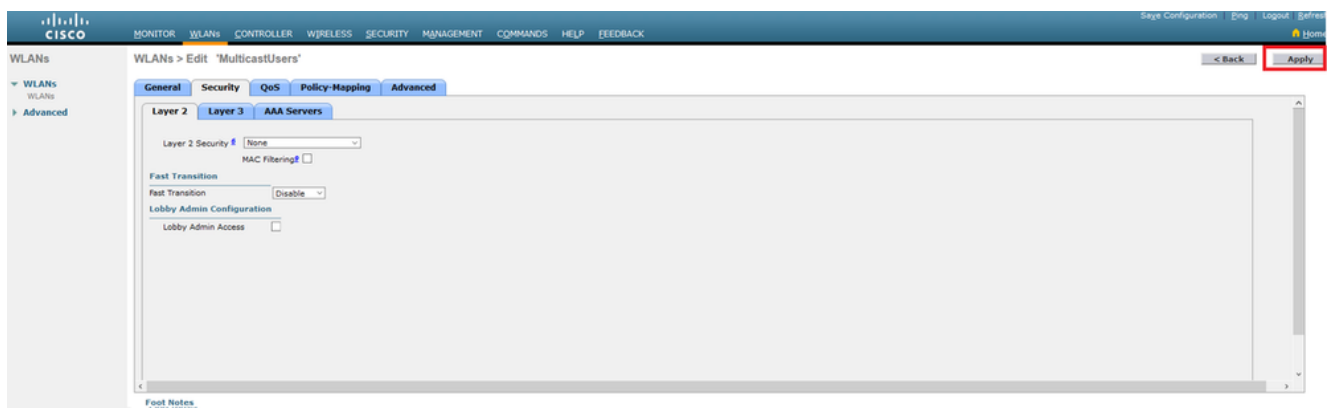 Save Configuration Ping Logout Refres
CISCO
MONITOR WLANs CONTROLLER WIRELESS SECURITY MANAGEMENT COMMANDS HELP FEEDBACK
Home
WLANs
WLANs > Edit 'MulticastUsers'
< Back
Apply
WLANs
WLANs
Advanced
General Security QoS Policy-Mapping Advanced
Layer 2 Layer 3 AAA Servers
Layer 2 Security None
MAC Filtering
Fast Transition
Fast Transition Disable
Lobby Admin Configuration
Lobby Admin Access
Foot Notes